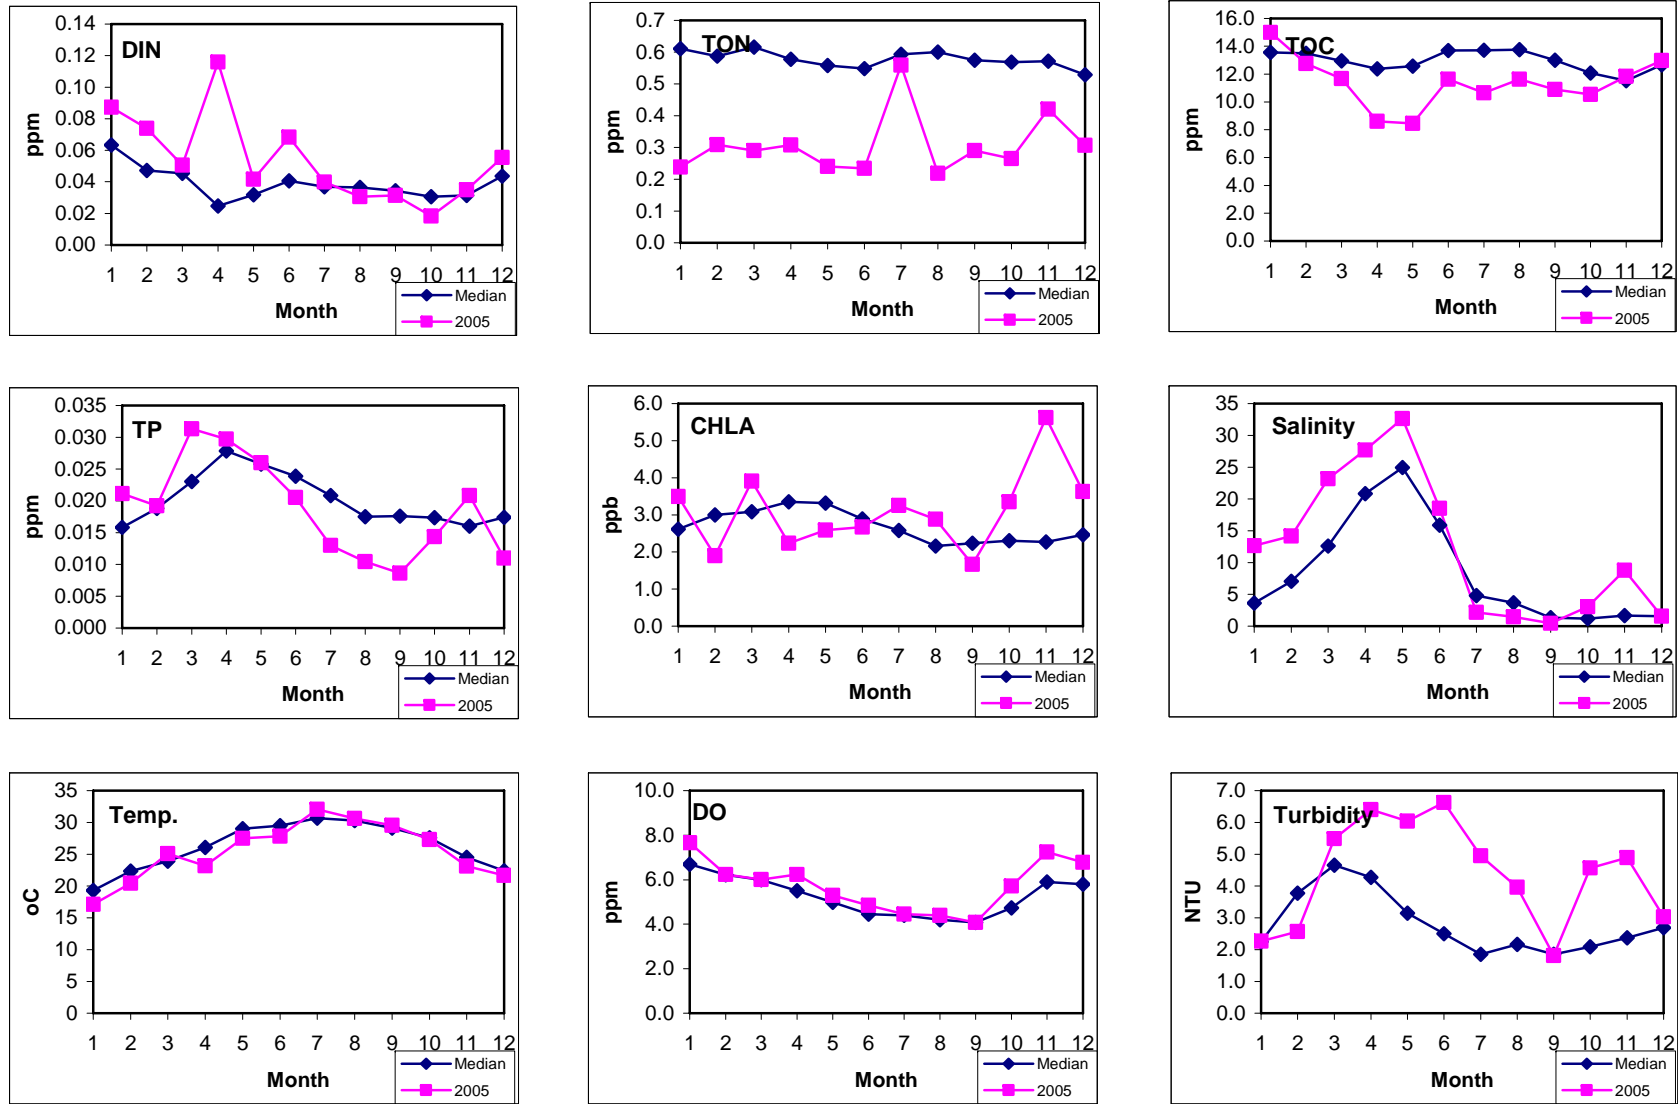 DIN
ppm
0.14
0.12
0.10
0.08
0.06
0.04
0.02
0.00
1 2 3 4 5 6 7 8 9 10 11 12
Month
Median
2005
TON
ppm
0.7
0.6
0.5
0.4
0.3
0.2
0.1
0.0
1 2 3 4 5 6 7 8 9 10 11 12
Month
Median
2005
TOC
ppm
16.0
14.0
12.0
10.0
8.0
6.0
4.0
2.0
0.0
1 2 3 4 5 6 7 8 9 10 11 12
Month
Median
2005
TP
ppm
0.035
0.030
0.025
0.020
0.015
0.010
0.005
0.000
1 2 3 4 5 6 7 8 9 10 11 12
Month
Median
2005
CHLA
ppb
6.0
5.0
4.0
3.0
2.0
1.0
0.0
1 2 3 4 5 6 7 8 9 10 11 12
Month
Median
2005
Salinity
35
30
25
20
15
10
5
0
1 2 3 4 5 6 7 8 9 10 11 12
Month
Median
2005
Temp.
oC
35
30
25
20
15
10
5
0
1 2 3 4 5 6 7 8 9 10 11 12
Month
Median
2005
DO
ppm
10.0
8.0
6.0
4.0
2.0
0.0
1 2 3 4 5 6 7 8 9 10 11 12
Month
Median
2005
Turbidity
NTU
7.0
6.0
5.0
4.0
3.0
2.0
1.0
0.0
1 2 3 4 5 6 7 8 9 10 11 12
Month
Median
2005